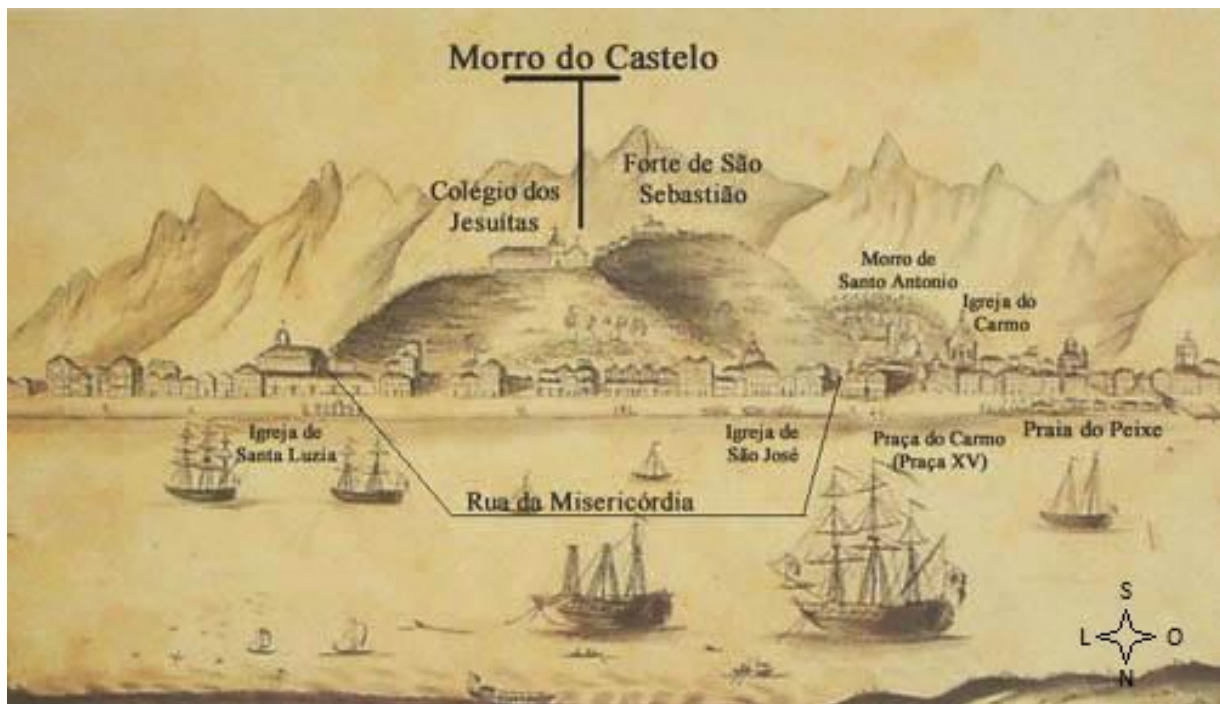 Morro do Castelo
Forte de São
Sebastião
Colégio dos
Jesuítas
Morro de
Santo Antonio
Igreja do
Carmo
Igreja de
Santa Luzia
Igreja de
São José
Praça do Carmo
(Praça XV)
Praia do Peixe
Rua da Misericórdia
S
L O
N